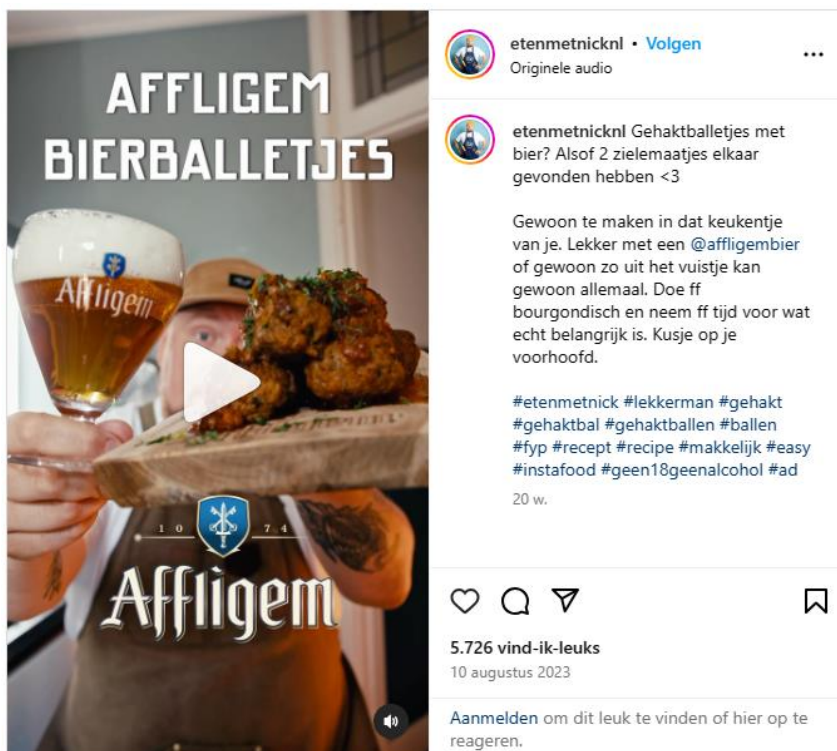 AFFLIGEM
BIERBALLETJES
Affligem
10 74
Affligem
etenmetnicknl • Volgen
Originele audio
etenmetnicknl Gehaktballetjes met
bier? Alsof 2 zielemaatjes elkaar
gevonden hebben <3
Gewoon te maken in dat keukentje
van je. Lekker met een @affligembier
of gewoon zo uit het vuistje kan
gewoon allemaal. Doe ff
bourgondisch en neem ff tijd voor wat
echt belangrijk is. Kusje op je
voorhoofd.
#etenmetnick #lekkerman #gehakt
#gehaktbal #gehaktballen #ballen
#fyp #recept #recipe #makkelijk #easy
#instafood #geen18geenalcohol #ad
20 w.
5.726 vind-ik-leuks
10 augustus 2023
Aanmelden om dit leuk te vinden of hier op te
reageren.